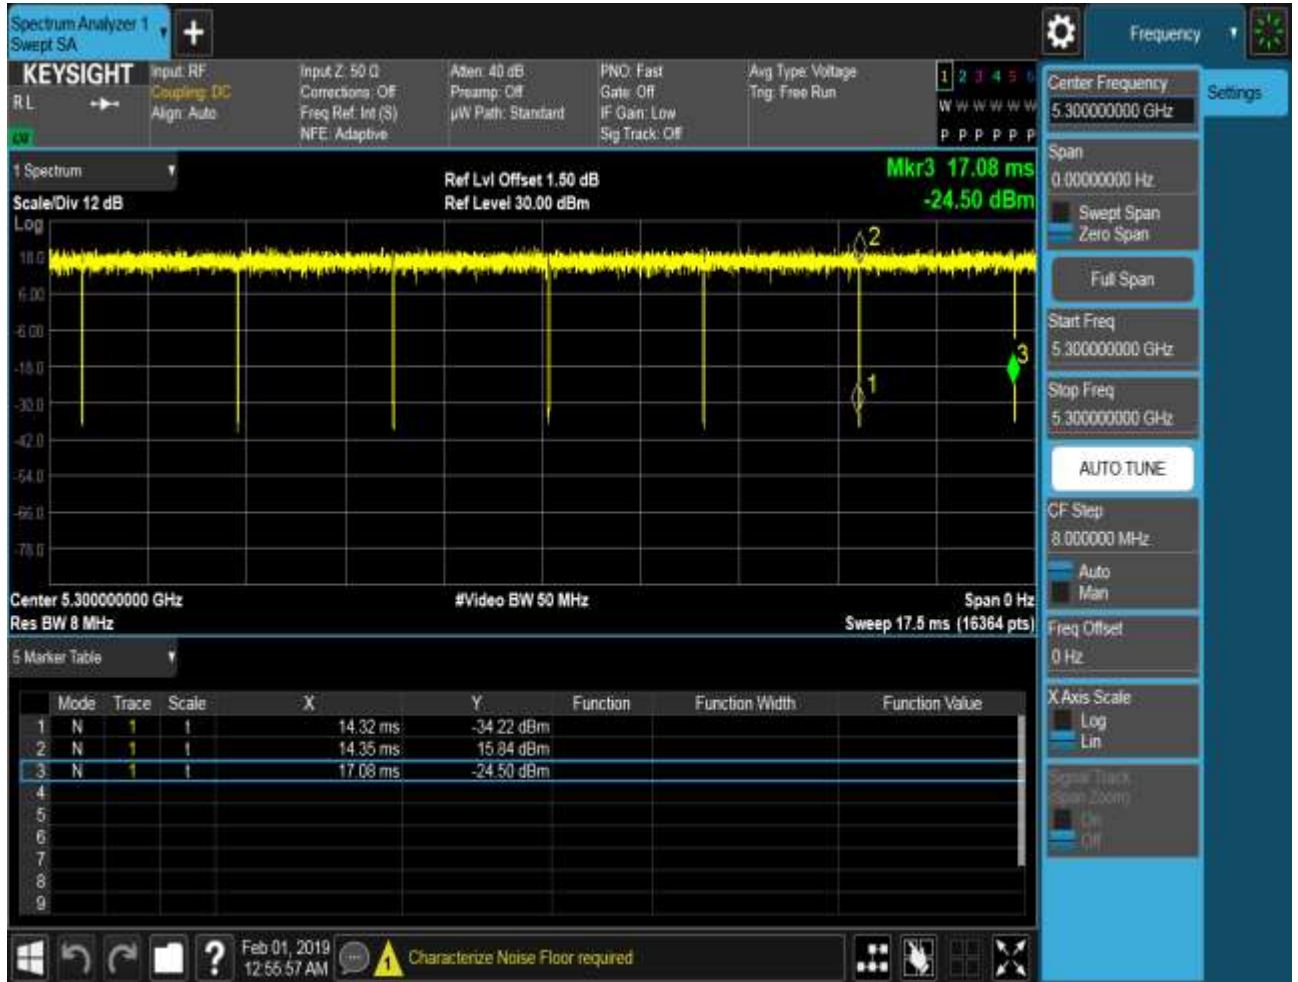 Spectrum Analyzer 1
Swept SA
+
Frequency
KEYSIGHT
RL
Input: RF
Coupling: DC
Align: Auto
Input Z: 50 Ω
Corrections: Off
Freq Ref: Int (S)
NFE: Adaptive
Atten: 40 dB
Preamp: Off
µW Path: Standard
PNO: Fast
Gate: Off
IF Gain: Low
Sig Track: Off
Avg Type: Voltage
Trig: Free Run
1 2 3 4 5 6
W W W W W W
P P P P P P
1 Spectrum
Scale/Div 12 dB
Ref Lvl Offset 1.50 dB
Ref Level 30.00 dBm
Mkr3 17.08 ms
-24.50 dBm
Log
18.0
6.00
-6.00
-18.0
-30.0
-42.0
-54.0
-66.0
-78.0
2
3
1
Center 5.300000000 GHz
#Video BW 50 MHz
Span 0 Hz
Res BW 8 MHz
Sweep 17.5 ms (16364 pts)
5 Marker Table
Mode Trace Scale X Y Function Function Width Function Value
1 N 1 t 14.32 ms -34.22 dBm
2 N 1 t 14.35 ms 15.84 dBm
3 N 1 t 17.08 ms -24.50 dBm
4
5
6
7
8
9
?
Feb 01, 2019
12:55:57 AM
1
Characterize Noise Floor required
Center Frequency
5.300000000 GHz
Settings
Span
0.00000000 Hz
Swept Span
Zero Span
Full Span
Start Freq
5.300000000 GHz
Stop Freq
5.300000000 GHz
AUTO TUNE
CF Step
8.000000 MHz
Auto
Man
Freq Offset
0 Hz
X Axis Scale
Log
Lin
Signal Track
(Span Zoom)
On
Off